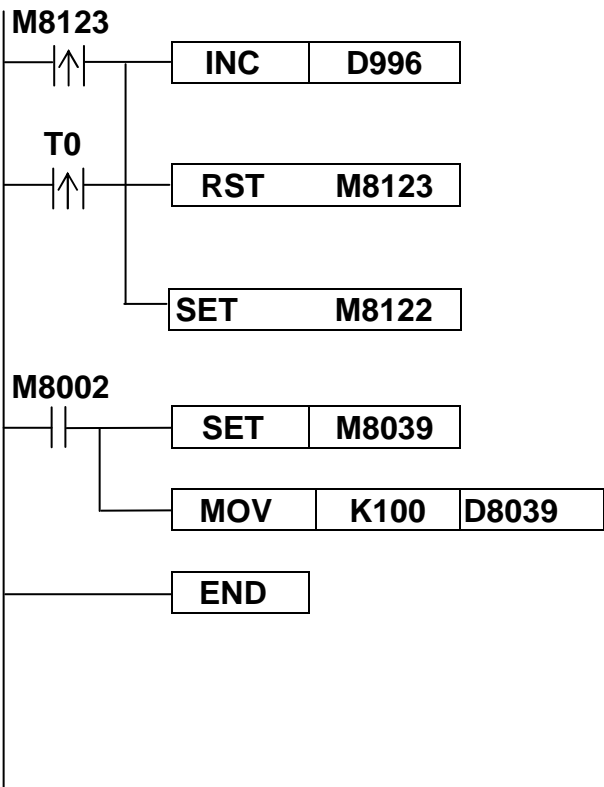 M8123
INC D996
T0
RST M8123
SET M8122
M8002
SET M8039
MOV K100 D8039
END